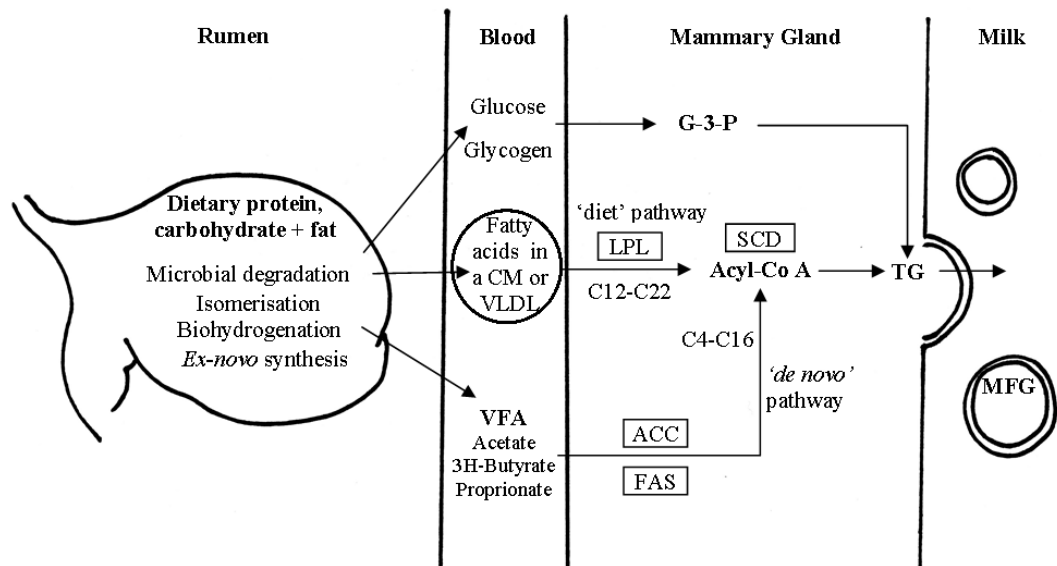 Rumen
Blood
Mammary Gland
Milk
Glucose
Glycogen
G-3-P
Dietary protein,
carbohydrate + fat
Microbial degradation
Isomerisation
Biohydrogenation
Ex-novo synthesis
Fatty
acids in
a CM or
VLDL
‘diet’ pathway
LPL
C12-C22
SCD
Acyl-Co A
TG
C4-C16
‘de novo’
pathway
VFA
Acetate
3H-Butyrate
Proprionate
ACC
FAS
MFG